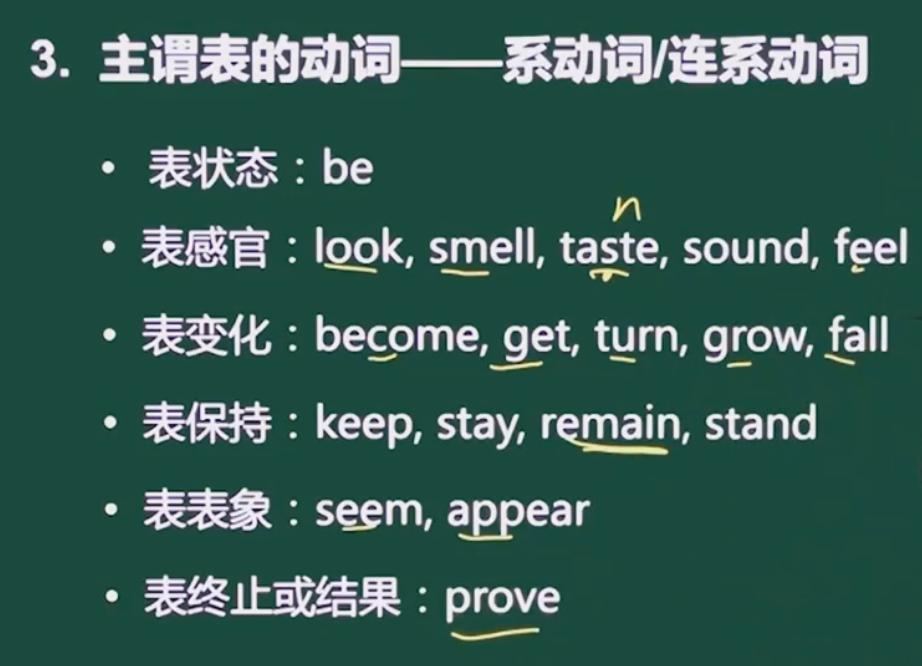 3. 主谓表的动词——系动词/连系动词
• 表状态：be
n
• 表感官：look, smell, taste, sound, feel
• 表变化：become, get, turn, grow, fall
• 表保持：keep, stay, remain, stand
• 表表象：seem, appear
• 表终止或结果：prove